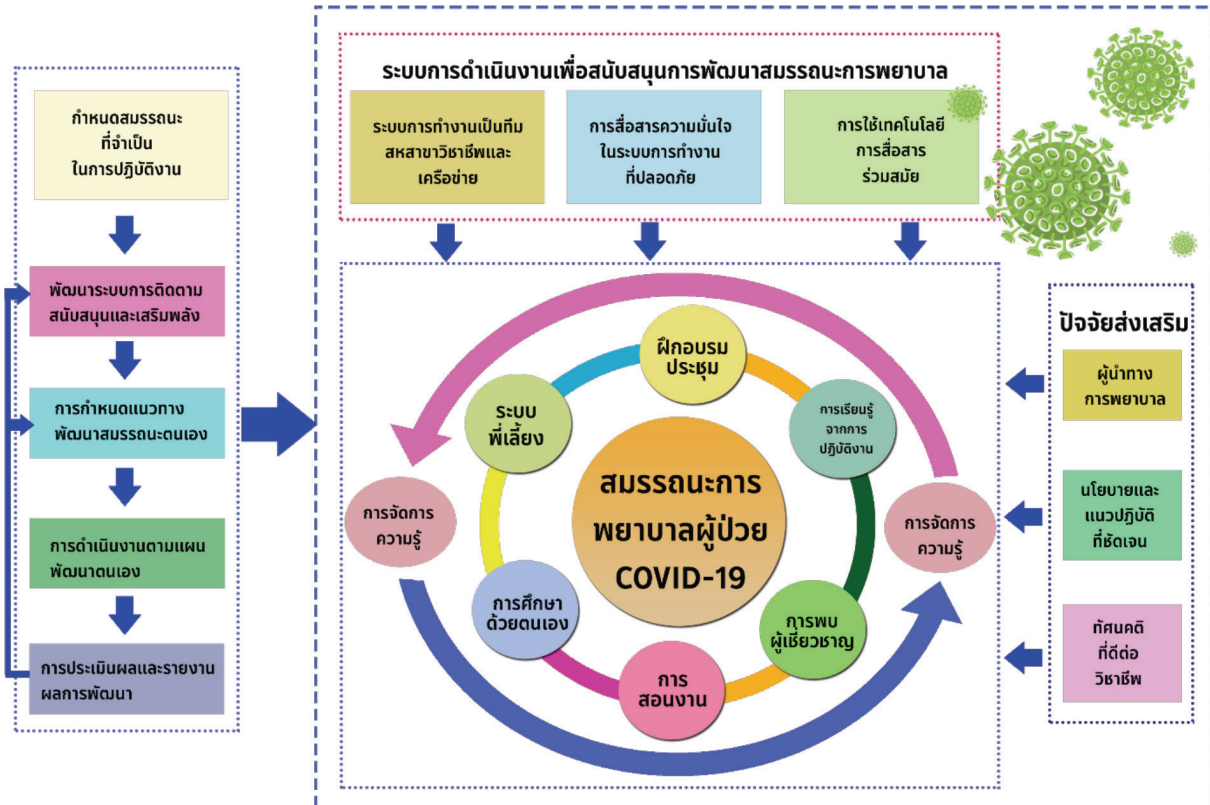 กำหนดสมรรถนะ
ที่จำเป็น
ในการปฏิบัติงาน
พัฒนาระบบการติดตาม
สนับสนุนและเสริมพลัง
การกำหนดแนวทาง
พัฒนาสมรรถนะตนเอง
การดำเนินงานตามแผน
พัฒนาตนเอง
การประเมินผลและรายงาน
ผลการพัฒนา
ระบบการดำเนินงานเพื่อสนับสนุนการพัฒนาสมรรถนะการพยาบาล
ระบบการทำงานเป็นทีม
สหสาขาวิชาชีพและ
เครือข่าย
การสื่อสารความมั่นใจ
ในระบบการทำงาน
ที่ปลอดภัย
การใช้เทคโนโลยี
การสื่อสาร
ร่วมสมัย
ฝึกอบรม
ประชุม
การเรียนรู้
จากการ
ปฏิบัติงาน
ระบบ
พี่เลี้ยง
สมรรถนะการ
พยาบาลผู้ป่วย
COVID-19
การจัดการ
ความรู้
การจัดการ
ความรู้
การศึกษา
ด้วยตนเอง
การพบ
ผู้เชี่ยวชาญ
การ
สอนงาน
ปัจจัยส่งเสริม
ผู้นำทาง
การพยาบาล
นโยบายและ
แนวปฏิบัติ
ที่ชัดเจน
ทัศนคติ
ที่ดีต่อ
วิชาชีพ